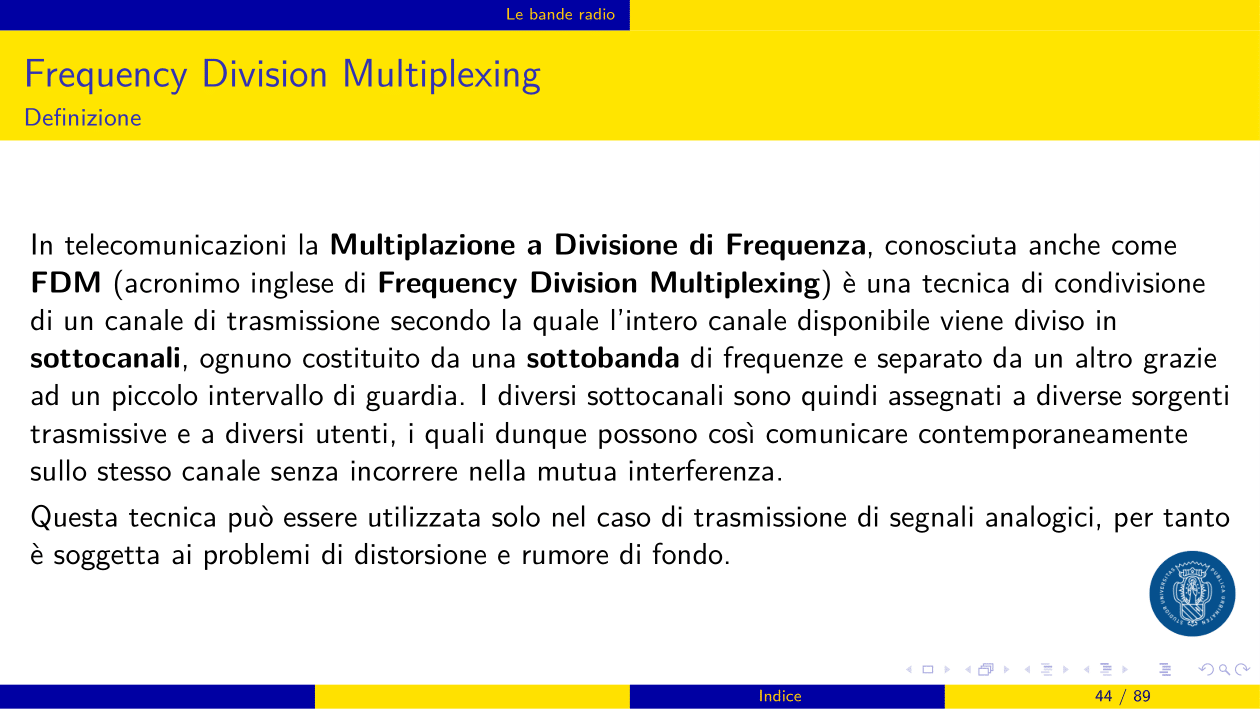 Le bande radio
Frequency Division Multiplexing
Definizione
In telecomunicazioni la Multiplazione a Divisione di Frequenza, conosciuta anche come
FDM (acronimo inglese di Frequency Division Multiplexing) è una tecnica di condivisione
di un canale di trasmissione secondo la quale l'intero canale disponibile viene diviso in
sottocanali, ognuno costituito da una sottobanda di frequenze e separato da un altro grazie
ad un piccolo intervallo di guardia. I diversi sottocanali sono quindi assegnati a diverse sorgenti
trasmissive e a diversi utenti, i quali dunque possono così comunicare contemporaneamente
sullo stesso canale senza incorrere nella mutua interferenza.
Questa tecnica può essere utilizzata solo nel caso di trasmissione di segnali analogici, per tanto
è soggetta ai problemi di distorsione e rumore di fondo.
Indice
44 / 89